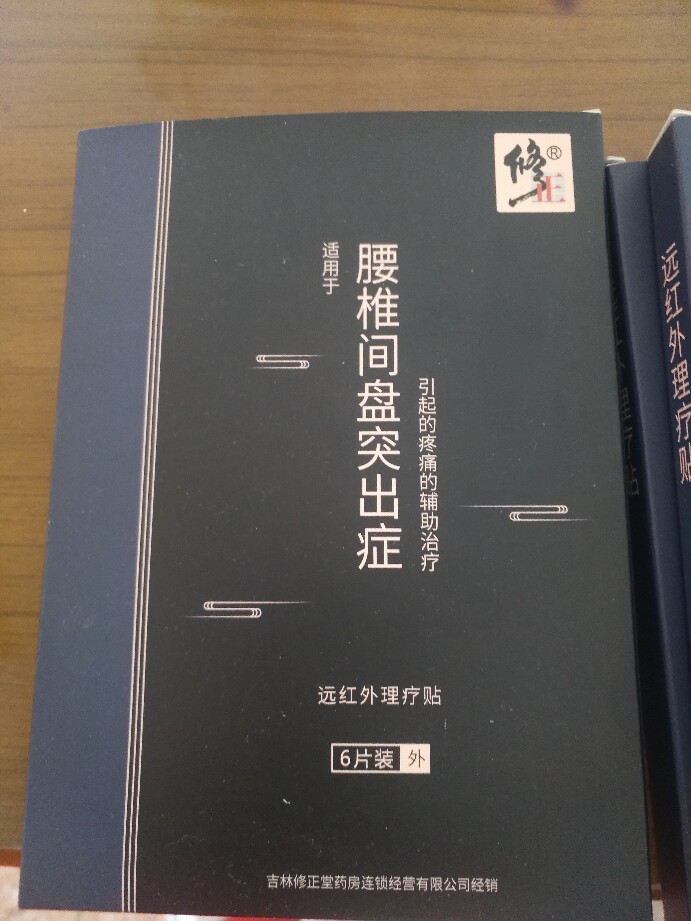 修正®
适用于
腰椎间盘突出症
引起的疼痛的辅助治疗
远红外理疗贴
6片装 外
吉林修正堂药房连锁经营有限公司经销
远红外理疗贴